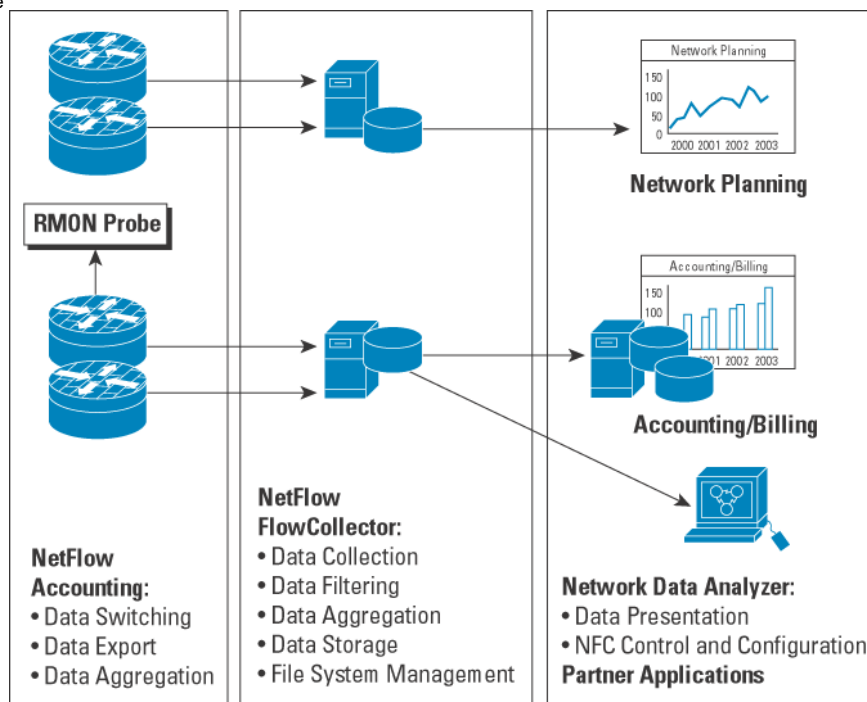 e
Network Planning
150
100
50
0
2000 2001 2002 2003
Network Planning
RMON Probe
Accounting/Billing
150
100
2001 2002 2003
Accounting/Billing
NetFlow
Accounting:
• Data Switching
• Data Export
• Data Aggregation
NetFlow
FlowCollector:
• Data Collection
• Data Filtering
• Data Aggregation
• Data Storage
• File System Management
Network Data Analyzer:
• Data Presentation
• NFC Control and Configuration
Partner Applications